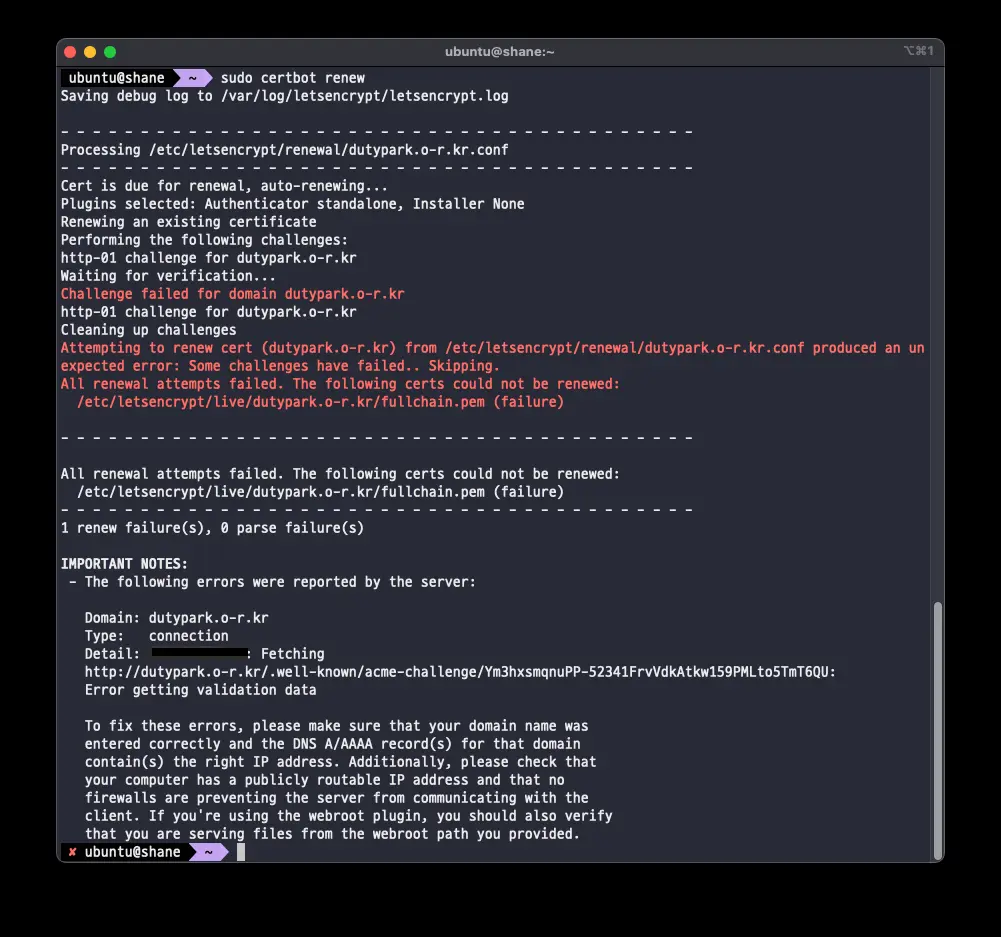 ubuntu@shane:~
⌥⌘1
ubuntu@shane ~ sudo certbot renew
Saving debug log to /var/log/letsencrypt/letsencrypt.log
- - - - - - - - - - - - - - - - - - - - - - - - - - - - - - - - - - - - - - - -
Processing /etc/letsencrypt/renewal/dutypark.o-r.kr.conf
- - - - - - - - - - - - - - - - - - - - - - - - - - - - - - - - - - - - - - - -
Cert is due for renewal, auto-renewing...
Plugins selected: Authenticator standalone, Installer None
Renewing an existing certificate
Performing the following challenges:
http-01 challenge for dutypark.o-r.kr
Waiting for verification...
Challenge failed for domain dutypark.o-r.kr
http-01 challenge for dutypark.o-r.kr
Cleaning up challenges
Attempting to renew cert (dutypark.o-r.kr) from /etc/letsencrypt/renewal/dutypark.o-r.kr.conf produced an un
expected error: Some challenges have failed.. Skipping.
All renewal attempts failed. The following certs could not be renewed:
  /etc/letsencrypt/live/dutypark.o-r.kr/fullchain.pem (failure)
- - - - - - - - - - - - - - - - - - - - - - - - - - - - - - - - - - - - - - - -
All renewal attempts failed. The following certs could not be renewed:
  /etc/letsencrypt/live/dutypark.o-r.kr/fullchain.pem (failure)
- - - - - - - - - - - - - - - - - - - - - - - - - - - - - - - - - - - - - - - -
1 renew failure(s), 0 parse failure(s)
IMPORTANT NOTES:
 - The following errors were reported by the server:
   Domain: dutypark.o-r.kr
   Type:   connection
   Detail: : Fetching
   http://dutypark.o-r.kr/.well-known/acme-challenge/Ym3hxsmqnuPP-52341FrvVdkAtkw159PMLto5TmT6QU:
   Error getting validation data
   To fix these errors, please make sure that your domain name was
   entered correctly and the DNS A/AAAA record(s) for that domain
   contain(s) the right IP address. Additionally, please check that
   your computer has a publicly routable IP address and that no
   firewalls are preventing the server from communicating with the
   client. If you're using the webroot plugin, you should also verify
   that you are serving files from the webroot path you provided.
✘ ubuntu@shane ~